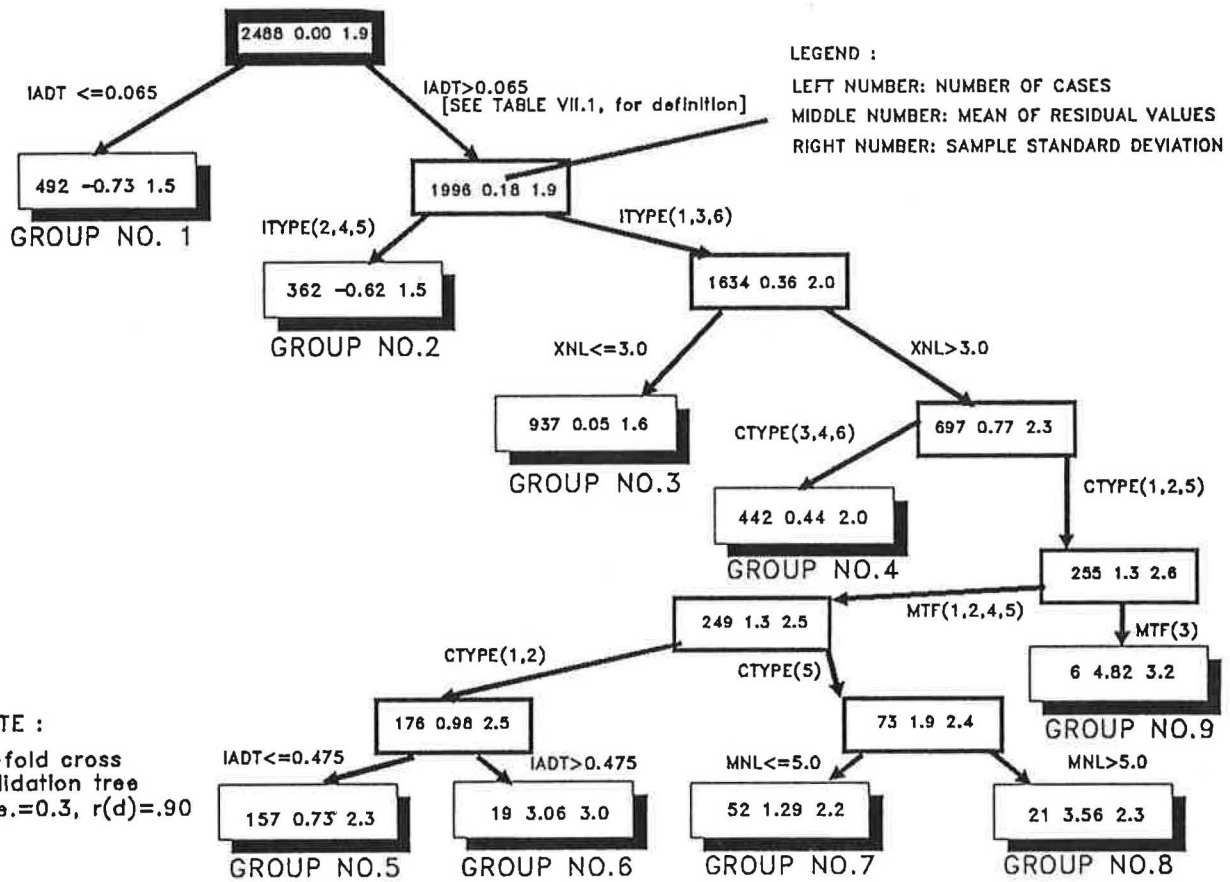 2488 0.00 1.9
LEGEND :
LEFT NUMBER: NUMBER OF CASES
MIDDLE NUMBER: MEAN OF RESIDUAL VALUES
RIGHT NUMBER: SAMPLE STANDARD DEVIATION
IADT <=0.065
IADT>0.065
[SEE TABLE VII.1, for definition]
492 -0.73 1.5
GROUP NO. 1
1996 0.18 1.9
ITYPE(2,4,5)
ITYPE(1,3,6)
362 -0.62 1.5
GROUP NO.2
1634 0.36 2.0
XNL<=3.0
XNL>3.0
937 0.05 1.6
GROUP NO.3
697 0.77 2.3
CTYPE(3,4,6)
CTYPE(1,2,5)
442 0.44 2.0
GROUP NO.4
255 1.3 2.6
MTF(1,2,4,5)
MTF(3)
249 1.3 2.5
6 4.82 3.2
GROUP NO.9
CTYPE(1,2)
CTYPE(5)
176 0.98 2.5
73 1.9 2.4
TE :
-fold cross
lidation tree
e.=0.3, r(d)=.90
IADT<=0.475
IADT>0.475
MNL<=5.0
MNL>5.0
157 0.73 2.3
GROUP NO.5
19 3.06 3.0
GROUP NO.6
52 1.29 2.2
GROUP NO.7
21 3.56 2.3
GROUP NO.8